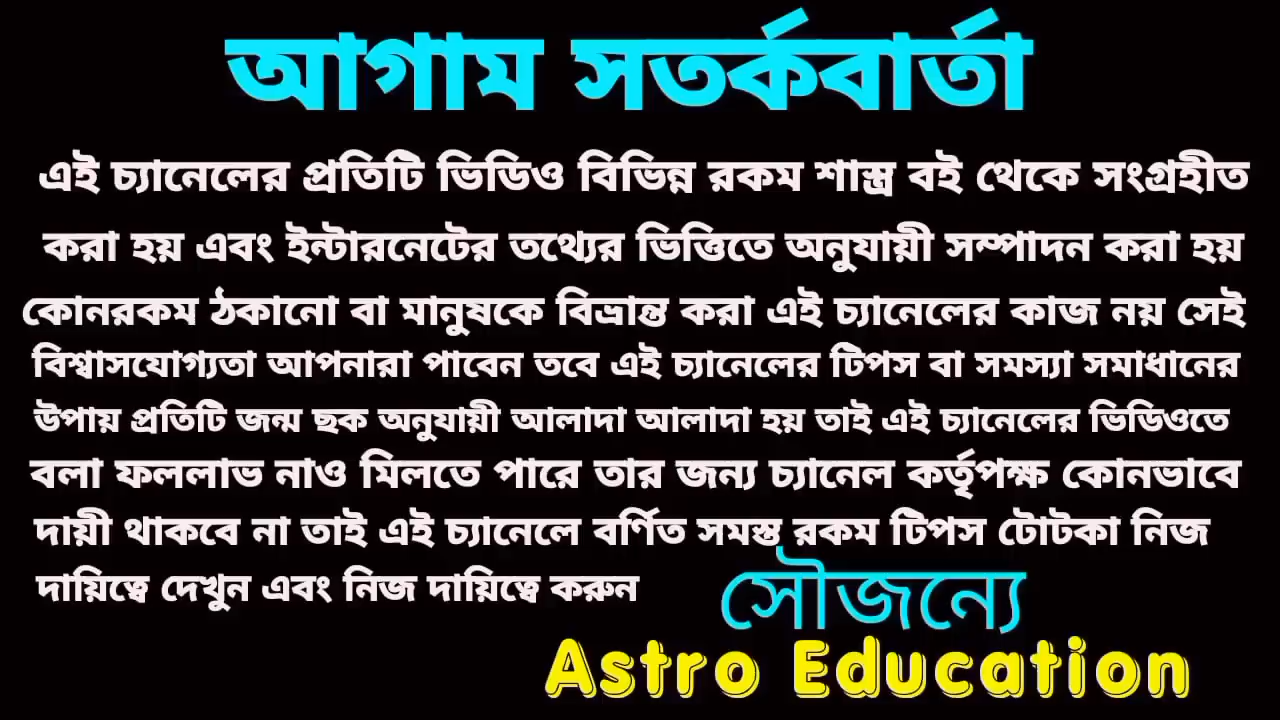 আগাম সতর্কবার্তা
এই চ্যানেলের প্রতিটি ভিডিও বিভিন্ন রকম শাস্ত্র বই থেকে সংগ্রহীত
করা হয় এবং ইন্টারনেটের তথ্যের ভিত্তিতে অনুযায়ী সম্পাদন করা হয়
কোনরকম ঠকানো বা মানুষকে বিভ্রান্ত করা এই চ্যানেলের কাজ নয় সেই
বিশ্বাসযোগ্যতা আপনারা পাবেন তবে এই চ্যানেলের টিপস বা সমস্যা সমাধানের
উপায় প্রতিটি জন্ম ছক অনুযায়ী আলাদা আলাদা হয় তাই এই চ্যানেলের ভিডিওতে
বলা ফললাভ নাও মিলতে পারে তার জন্য চ্যানেল কর্তৃপক্ষ কোনভাবে
দায়ী থাকবে না তাই এই চ্যানেলে বর্ণিত সমস্ত রকম টিপস টোটকা নিজ
দায়িত্বে দেখুন এবং নিজ দায়িত্বে করুন
সৌজন্যে
Astro Education